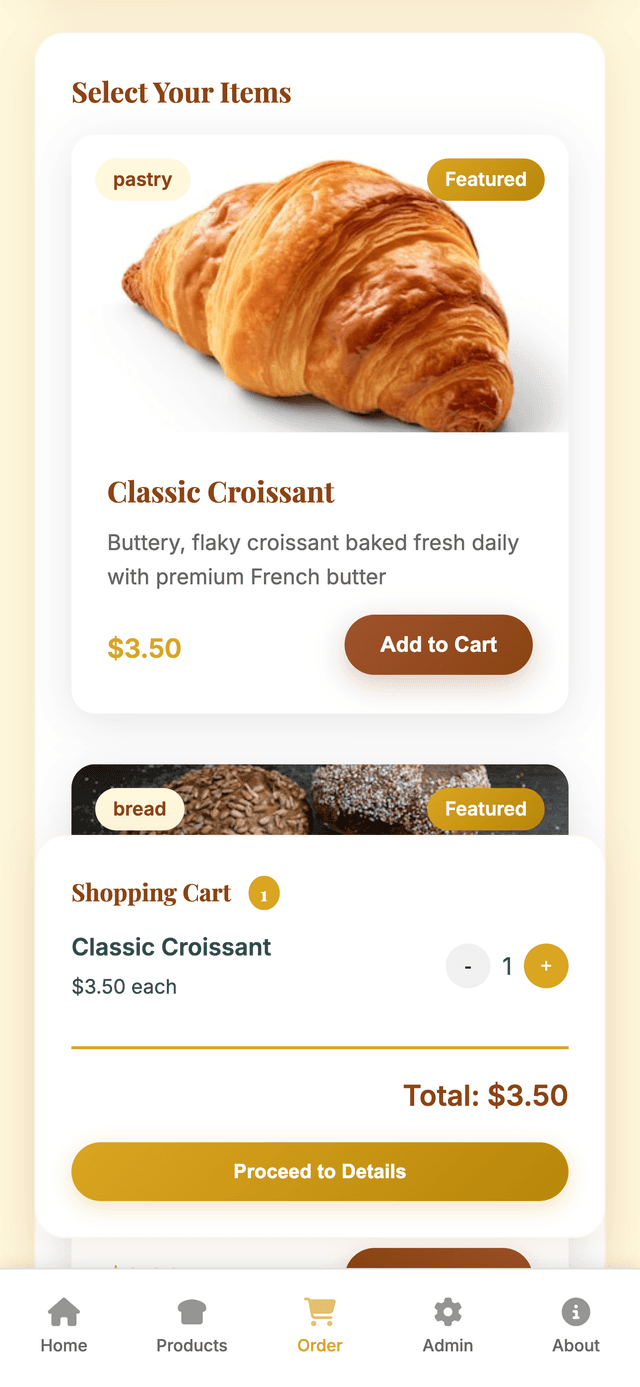 Select Your Items
pastry
Featured
Classic Croissant
Buttery, flaky croissant baked fresh daily
with premium French butter
$3.50
Add to Cart
bread
Featured
Shopping Cart 1
Classic Croissant
$3.50 each
- 1 +
Total: $3.50
Proceed to Details
Home
Products
Order
Admin
About